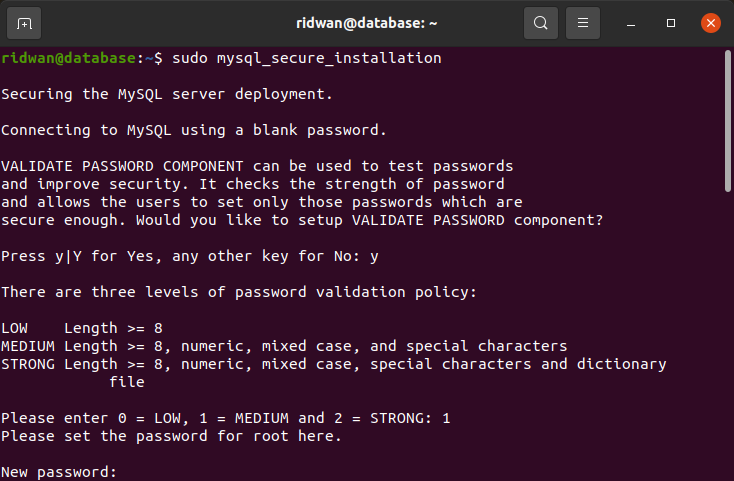 ridwan@database: ~
ridwan@database:~$ sudo mysql_secure_installation
Securing the MySQL server deployment.
Connecting to MySQL using a blank password.
VALIDATE PASSWORD COMPONENT can be used to test passwords
and improve security. It checks the strength of password
and allows the users to set only those passwords which are
secure enough. Would you like to setup VALIDATE PASSWORD component?
Press y|Y for Yes, any other key for No: y
There are three levels of password validation policy:
LOW    Length >= 8
MEDIUM Length >= 8, numeric, mixed case, and special characters
STRONG Length >= 8, numeric, mixed case, special characters and dictionary
            file
Please enter 0 = LOW, 1 = MEDIUM and 2 = STRONG: 1
Please set the password for root here.
New password: